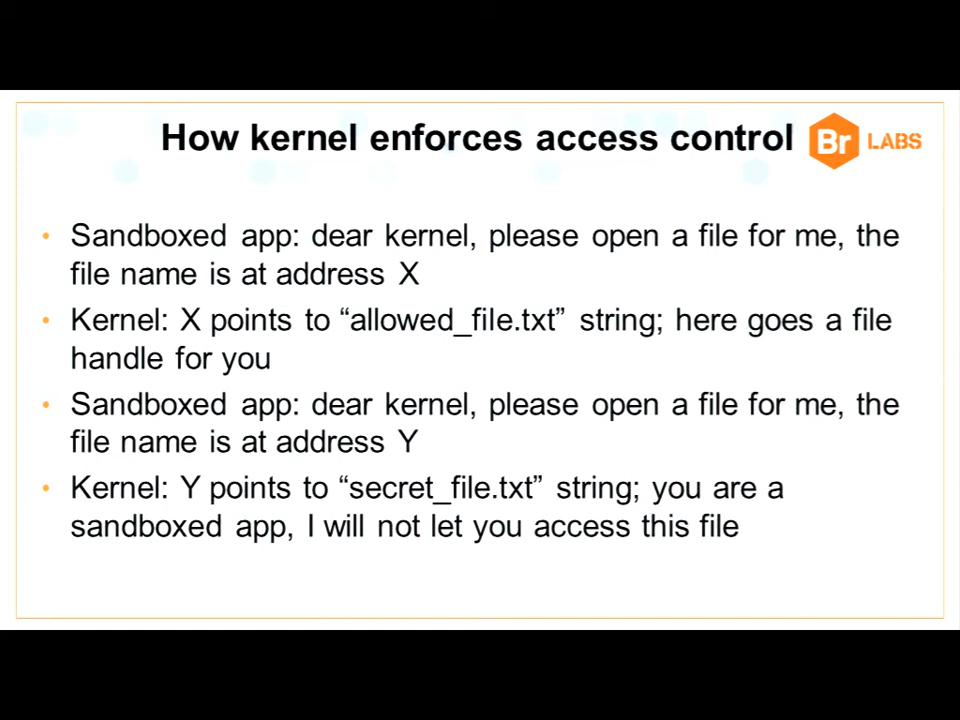 How kernel enforces access control
Br LABS
• Sandboxed app: dear kernel, please open a file for me, the
file name is at address X
• Kernel: X points to “allowed_file.txt” string; here goes a file
handle for you
• Sandboxed app: dear kernel, please open a file for me, the
file name is at address Y
• Kernel: Y points to “secret_file.txt” string; you are a
sandboxed app, I will not let you access this file